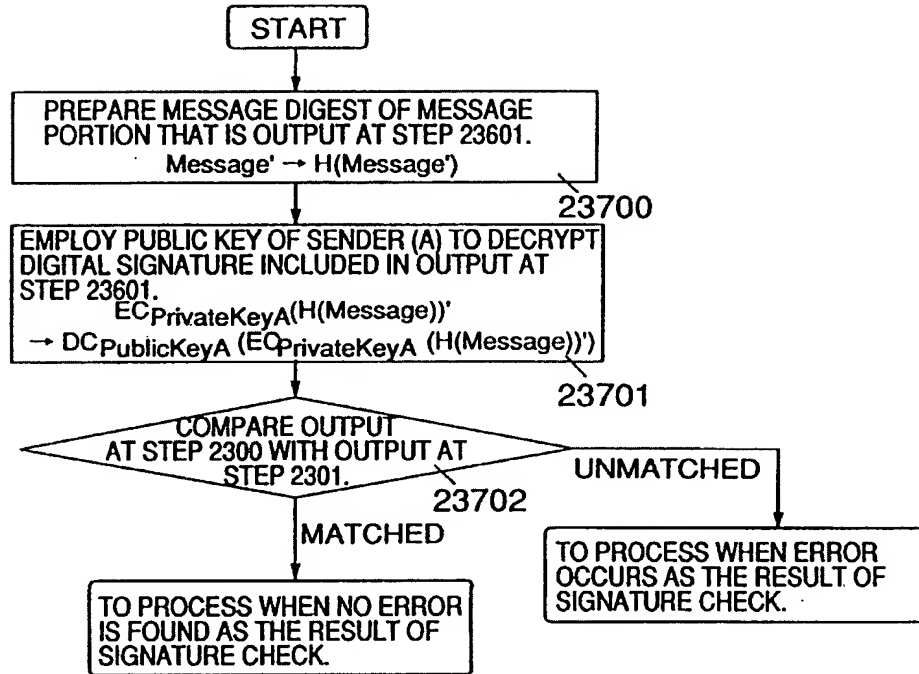 START
PREPARE MESSAGE DIGEST OF MESSAGE
PORTION THAT IS OUTPUT AT STEP 23601.
Message' → H(Message')
23700
EMPLOY PUBLIC KEY OF SENDER (A) TO DECRYPT
DIGITAL SIGNATURE INCLUDED IN OUTPUT AT
STEP 23601.
ECPrivateKeyA(H(Message))'
→ DCPublicKeyA (ECPrivateKeyA (H(Message))')
23701
COMPARE OUTPUT
AT STEP 2300 WITH OUTPUT AT
STEP 2301.
23702
UNMATCHED
MATCHED
TO PROCESS WHEN ERROR
OCCURS AS THE RESULT OF
SIGNATURE CHECK.
TO PROCESS WHEN NO ERROR
IS FOUND AS THE RESULT OF
SIGNATURE CHECK.